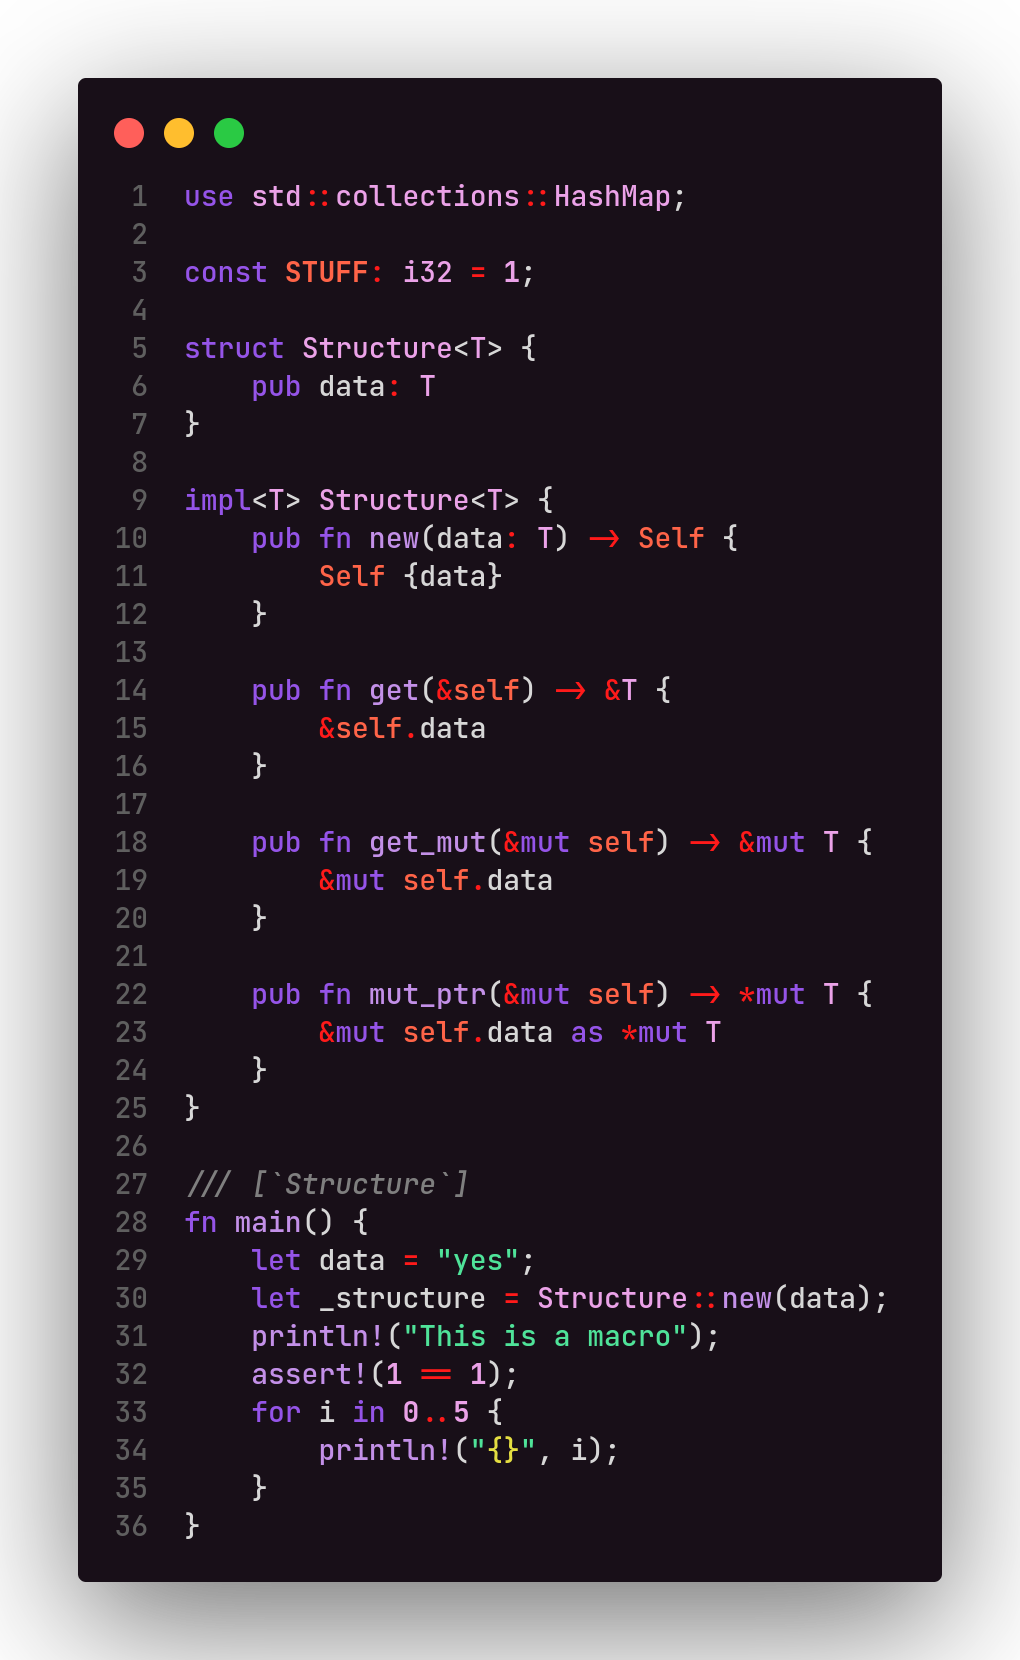 1 use std::collections::HashMap;
2
3 const STUFF: i32 = 1;
4
5 struct Structure<T> {
6     pub data: T
7 }
8
9 impl<T> Structure<T> {
10     pub fn new(data: T) -> Self {
11         Self {data}
12     }
13
14     pub fn get(&self) -> &T {
15         &self.data
16     }
17
18     pub fn get_mut(&mut self) -> &mut T {
19         &mut self.data
20     }
21
22     pub fn mut_ptr(&mut self) -> *mut T {
23         &mut self.data as *mut T
24     }
25 }
26
27 /// [`Structure`]
28 fn main() {
29     let data = "yes";
30     let _structure = Structure::new(data);
31     println!("This is a macro");
32     assert!(1 == 1);
33     for i in 0..5 {
34         println!("{}", i);
35     }
36 }